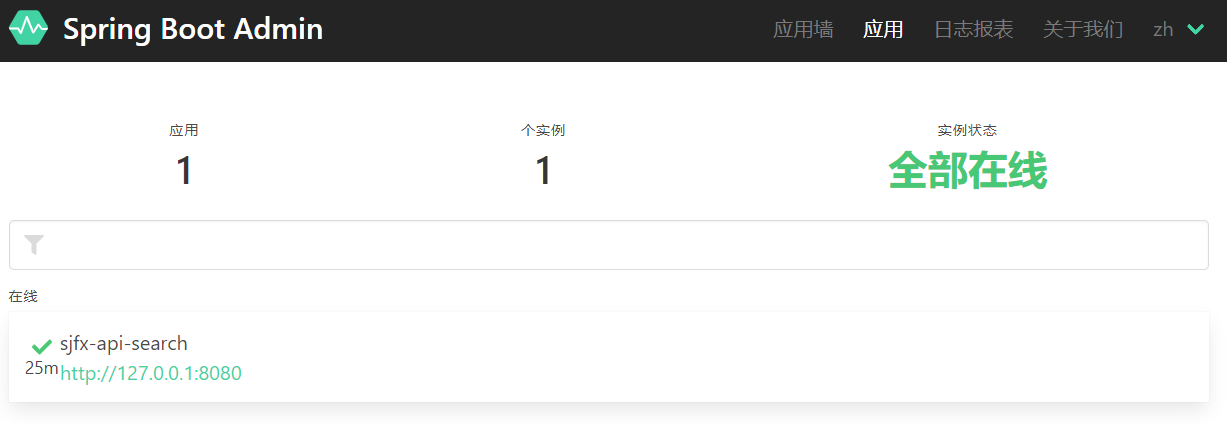 Spring Boot Admin 应用墙 应用 日志报表 关于我们 zh
应用 个实例 实例状态
1 1 全部在线
在线
sjfx-api-search
25m http://127.0.0.1:8080